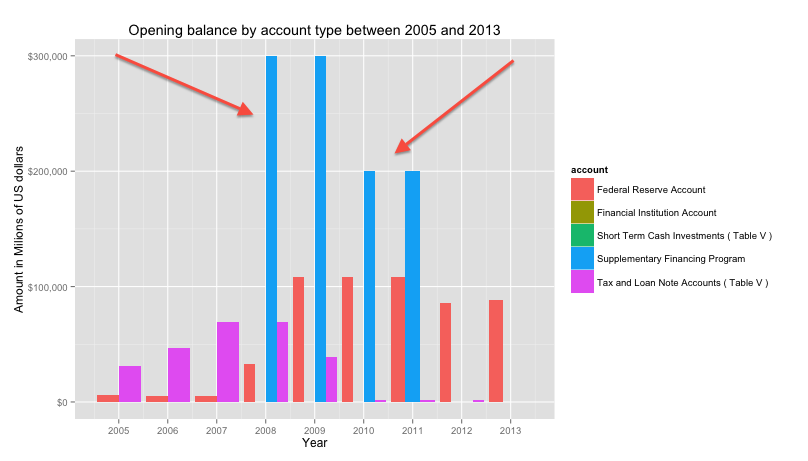 Opening balance by account type between 2005 and 2013
$300,000
$200,000
$100,000
$0
Amount in Milions of US dollars
2005 2006 2007 2008 2009 2010 2011 2012 2013
Year
account
Federal Reserve Account
Financial Institution Account
Short Term Cash Investments ( Table V )
Supplementary Financing Program
Tax and Loan Note Accounts ( Table V )